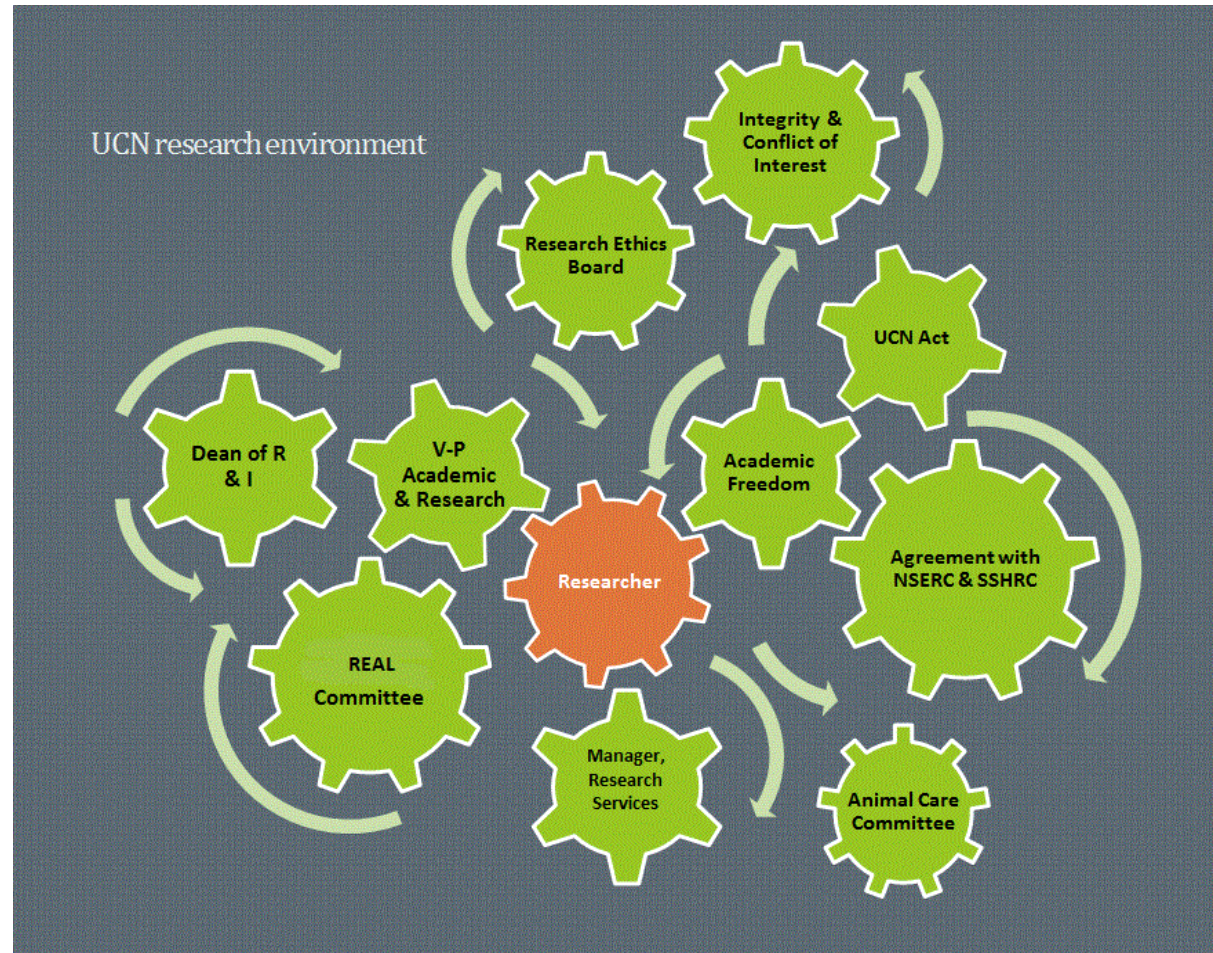 UCN research environment
Integrity &
Conflict of
Interest
Research Ethics
Board
UCN Act
Dean of R
& I
V-P
Academic
& Research
Academic
Freedom
Researcher
Agreement with
NSERC & SSHRC
REAL
Committee
Manager,
Research
Services
Animal Care
Committee